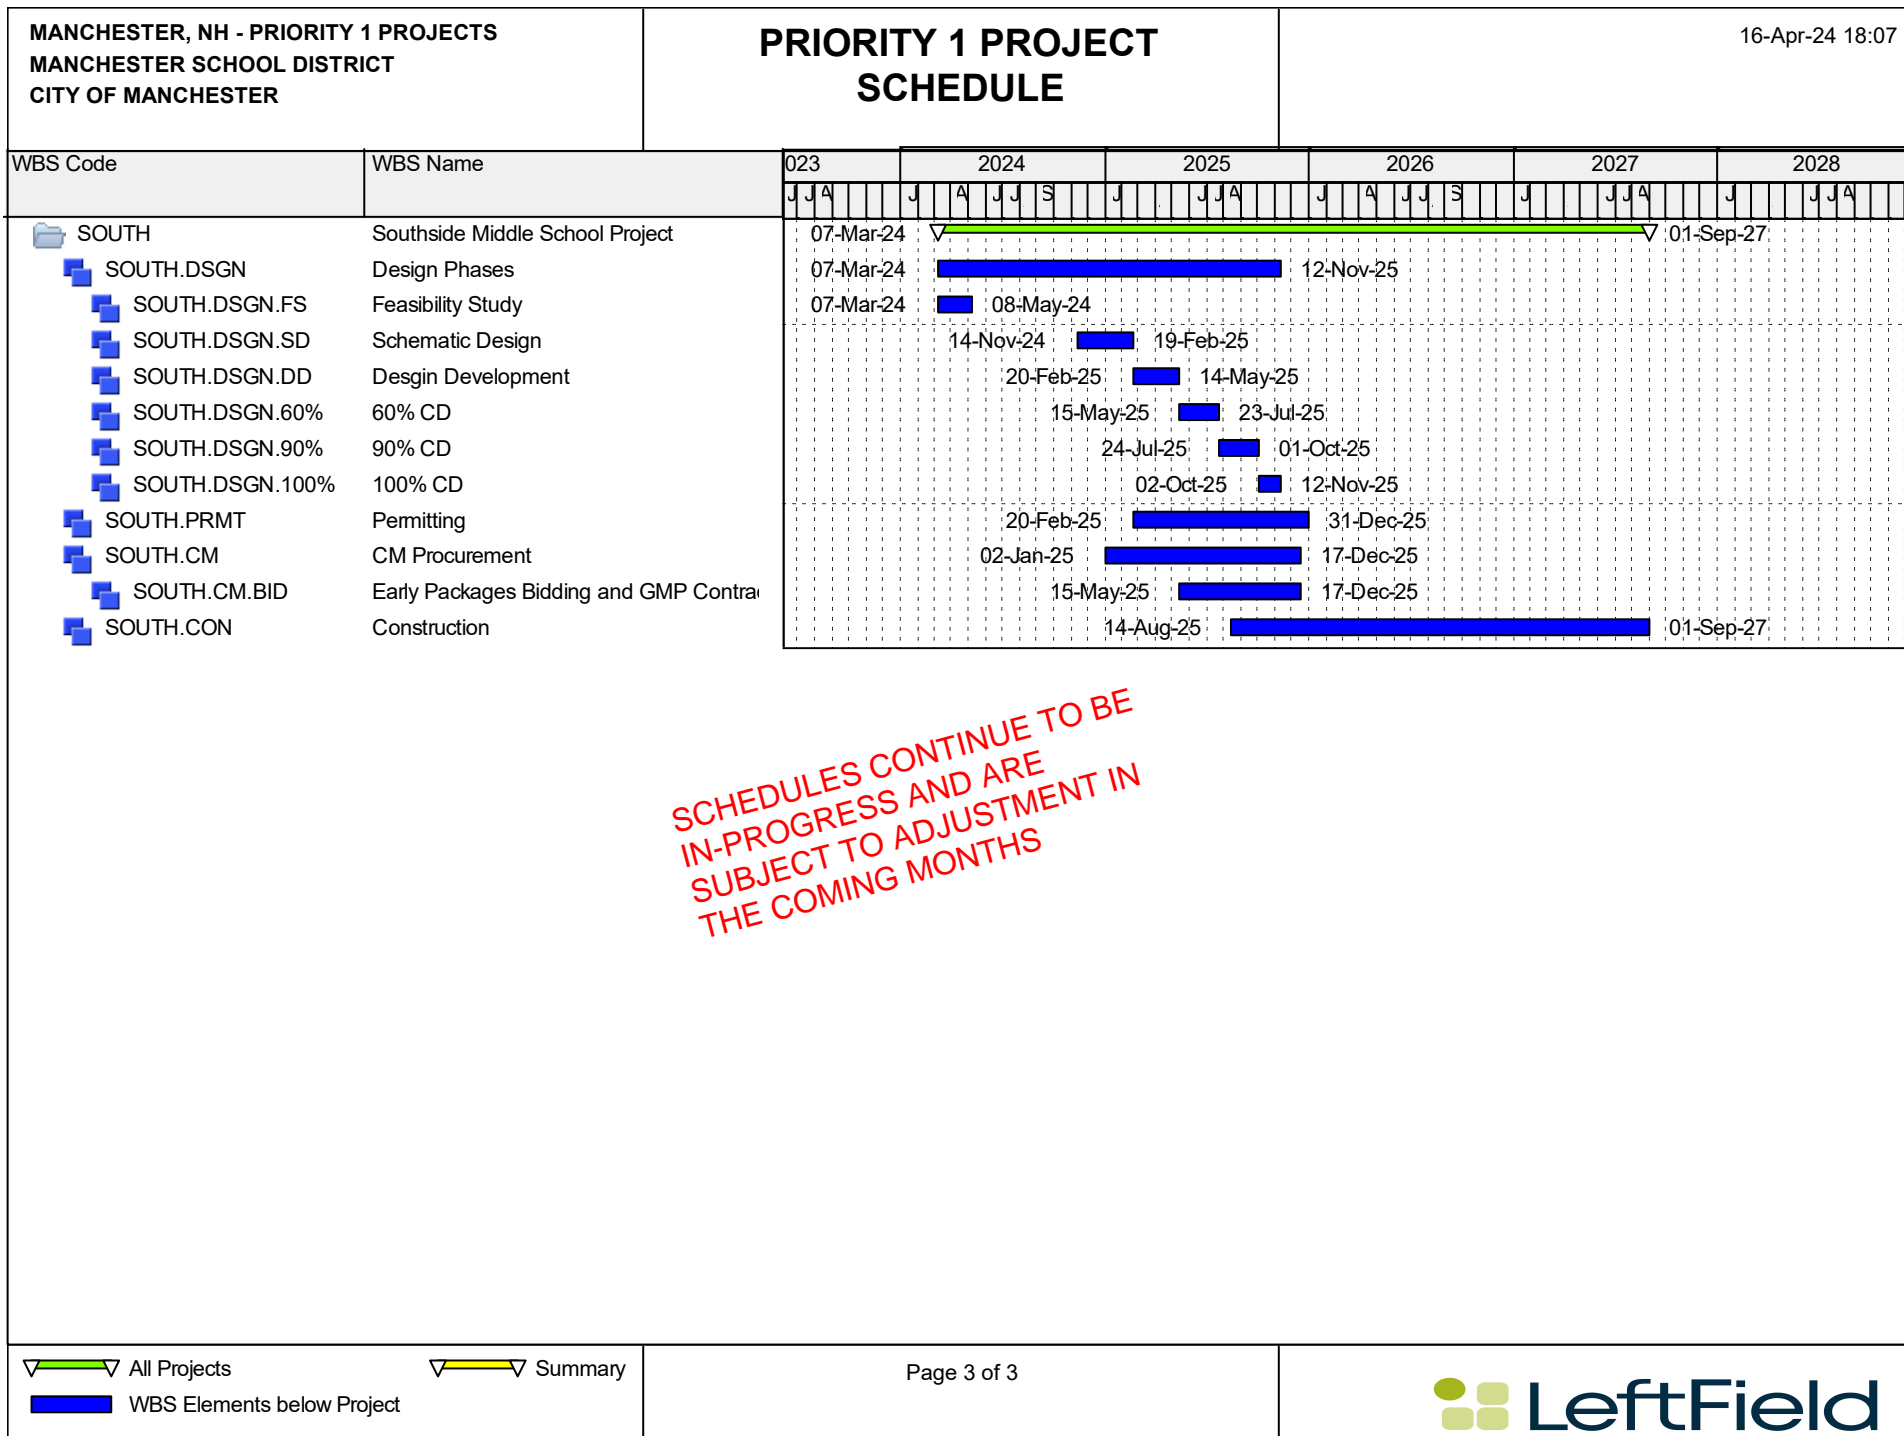 MANCHESTER, NH - PRIORITY 1 PROJECTS
MANCHESTER SCHOOL DISTRICT
CITY OF MANCHESTER
PRIORITY 1 PROJECT
SCHEDULE
16-Apr-24 18:07
WBS Code WBS Name 023 2024 2025 2026 2027 2028
J J A J A J J S J J J A J A J J S J J J A J J J A
SOUTH Southside Middle School Project 07-Mar-24 01-Sep-27
SOUTH.DSGN Design Phases 07-Mar-24 12-Nov-25
SOUTH.DSGN.FS Feasibility Study 07-Mar-24 08-May-24
SOUTH.DSGN.SD Schematic Design 14-Nov-24 19-Feb-25
SOUTH.DSGN.DD Desgin Development 20-Feb-25 14-May-25
SOUTH.DSGN.60% 60% CD 15-May-25 23-Jul-25
SOUTH.DSGN.90% 90% CD 24-Jul-25 01-Oct-25
SOUTH.DSGN.100% 100% CD 02-Oct-25 12-Nov-25
SOUTH.PRMT Permitting 20-Feb-25 31-Dec-25
SOUTH.CM CM Procurement 02-Jan-25 17-Dec-25
SOUTH.CM.BID Early Packages Bidding and GMP Contra 15-May-25 17-Dec-25
SOUTH.CON Construction 14-Aug-25 01-Sep-27
SCHEDULES CONTINUE TO BE
IN-PROGRESS AND ARE
SUBJECT TO ADJUSTMENT IN
THE COMING MONTHS
All Projects Summary
WBS Elements below Project
Page 3 of 3
LeftField